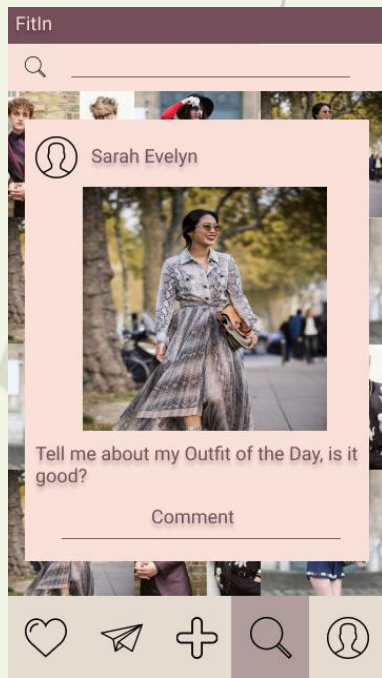 FitIn
Sarah Evelyn
Tell me about my Outfit of the Day, is it
good?
Comment